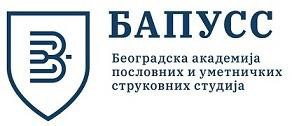 БАПУСС
Београдска академија
пословних и уметничких
струковних студија